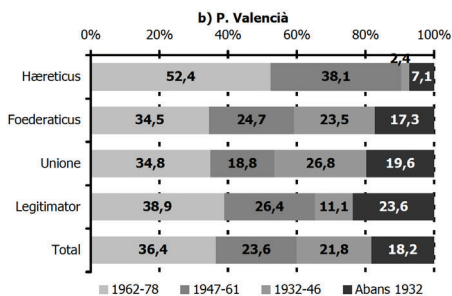 b) P. Valencià
0% 20% 40% 60% 80% 100%
Hæreticus 52,4 38,1 2,4 7,1
Foederaticus 34,5 24,7 23,5 17,3
Unione 34,8 18,8 26,8 19,6
Legitimator 38,9 26,4 11,1 23,6
Total 36,4 23,6 21,8 18,2
1962-78 1947-61 1932-46 Abans 1932